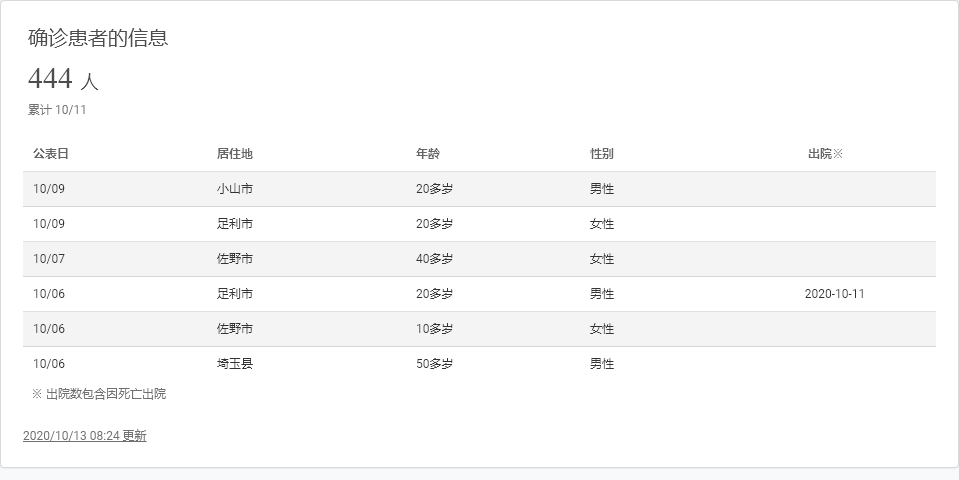 确诊患者的信息
444 人
累计 10/11
公表日 居住地 年龄 性别 出院※
10/09 小山市 20多岁 男性
10/09 足利市 20多岁 女性
10/07 佐野市 40多岁 女性
10/06 足利市 20多岁 男性 2020-10-11
10/06 佐野市 10多岁 女性
10/06 埼玉县 50多岁 男性
※ 出院数包含因死亡出院
2020/10/13 08:24 更新